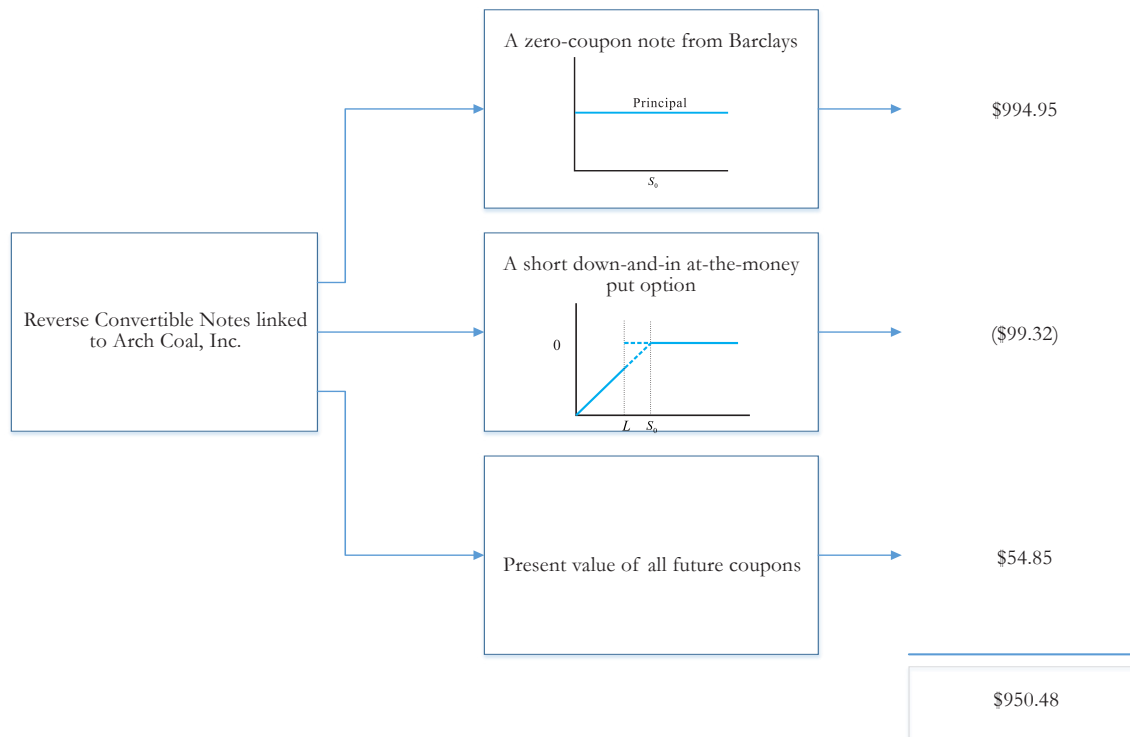 A zero-coupon note from Barclays
Principal
S₀
$994.95
Reverse Convertible Notes linked
to Arch Coal, Inc.
A short down-and-in at-the-money
put option
0
L S₀
($99.32)
Present value of all future coupons
$54.85
$950.48